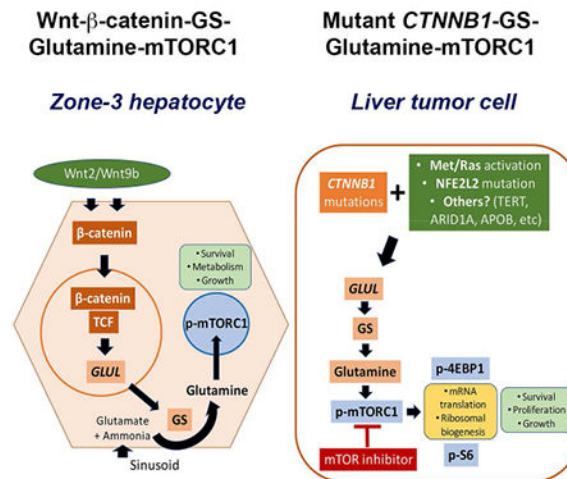 Wnt-β-catenin-GS-
Glutamine-mTORC1
Zone-3 hepatocyte
Wnt2/Wnt9b
β-catenin
β-catenin
TCF
GLUL
Glutamate
+ Ammonia
Sinusoid
GS
Glutamine
p-mTORC1
• Survival
• Metabolism
• Growth
Mutant CTNNB1-GS-
Glutamine-mTORC1
Liver tumor cell
CTNNB1
mutations
+
• Met/Ras activation
• NFE2L2 mutation
• Others? (TERT,
ARID1A, APOB, etc)
GLUL
GS
Glutamine
p-mTORC1
mTOR inhibitor
p-4EBP1
• mRNA
translation
• Ribosomal
biogenesis
p-S6
• Survival
• Proliferation
• Growth